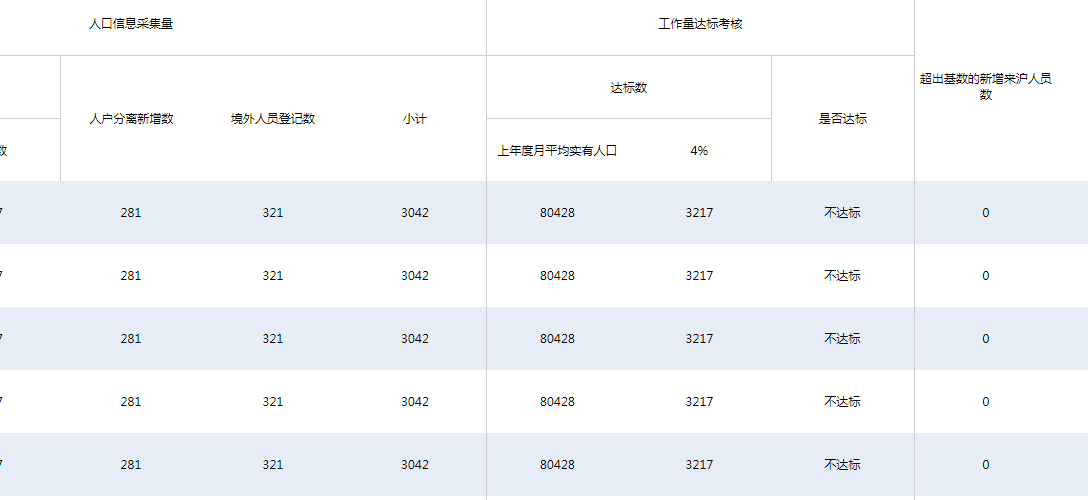 人口信息采集量
工作量达标考核
超出基数的新增来沪人员
数
达标数
人户分离新增数
境外人员登记数
小计
是否达标
数
上年度月平均实有人口
4%
7 281 321 3042 80428 3217 不达标 0
7 281 321 3042 80428 3217 不达标 0
7 281 321 3042 80428 3217 不达标 0
7 281 321 3042 80428 3217 不达标 0
7 281 321 3042 80428 3217 不达标 0